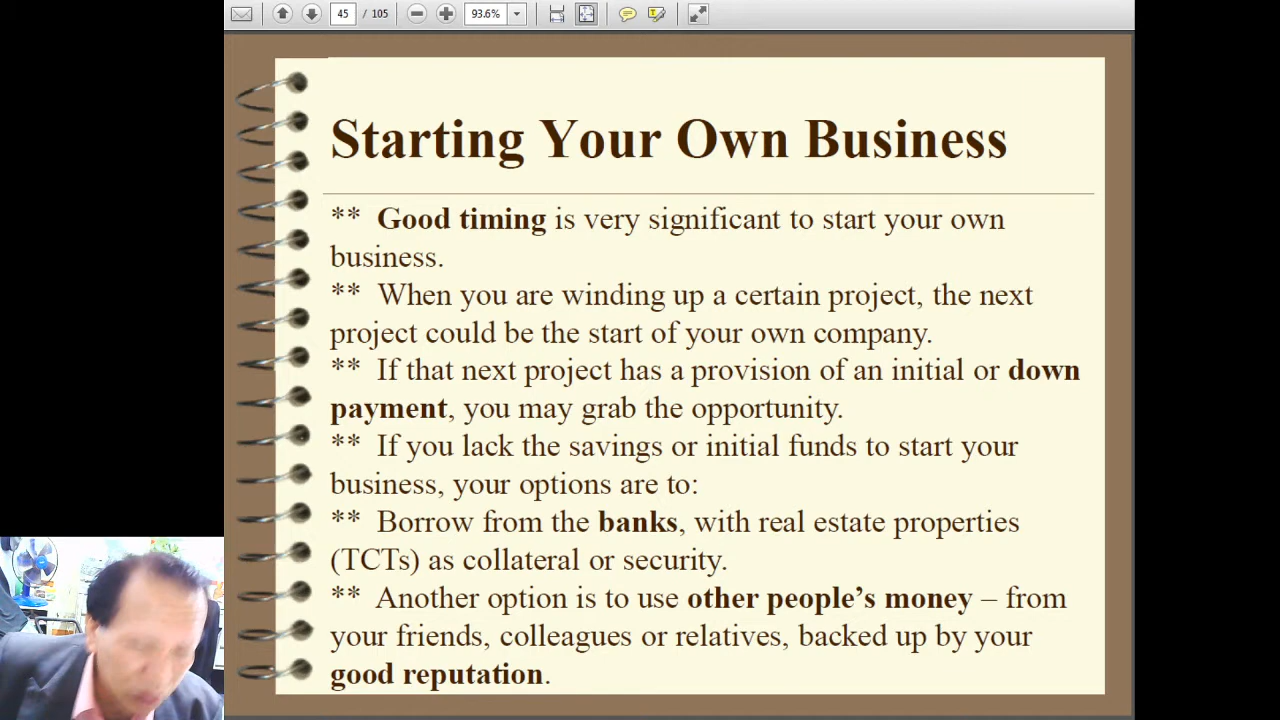 45 / 105 93.6%
Starting Your Own Business
** Good timing is very significant to start your own
business.
** When you are winding up a certain project, the next
project could be the start of your own company.
** If that next project has a provision of an initial or down
payment, you may grab the opportunity.
** If you lack the savings or initial funds to start your
business, your options are to:
** Borrow from the banks, with real estate properties
(TCTs) as collateral or security.
** Another option is to use other people’s money – from
your friends, colleagues or relatives, backed up by your
good reputation.